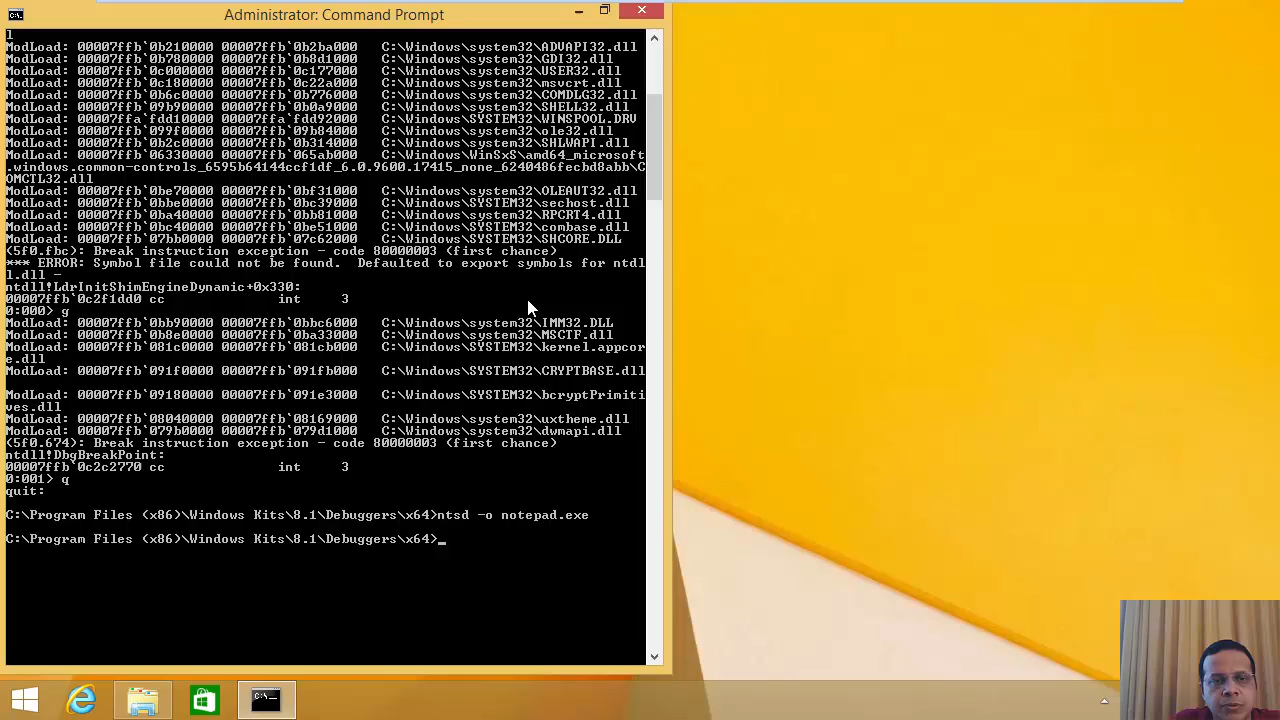 Administrator: Command Prompt
l
ModLoad: 00007ffb`0b210000 00007ffb`0b2ba000   C:\Windows\system32\ADVAPI32.dll
ModLoad: 00007ffb`0b780000 00007ffb`0b8d1000   C:\Windows\system32\GDI32.dll
ModLoad: 00007ffb`0c000000 00007ffb`0c177000   C:\Windows\system32\USER32.dll
ModLoad: 00007ffb`0c180000 00007ffb`0c22a000   C:\Windows\system32\msvcrt.dll
ModLoad: 00007ffb`0b6c0000 00007ffb`0b776000   C:\Windows\system32\COMDLG32.dll
ModLoad: 00007ffb`09b90000 00007ffb`0b0a9000   C:\Windows\system32\SHELL32.dll
ModLoad: 00007ffa`fdd10000 00007ffa`fdd92000   C:\Windows\SYSTEM32\WINSPOOL.DRV
ModLoad: 00007ffb`099f0000 00007ffb`09b84000   C:\Windows\system32\ole32.dll
ModLoad: 00007ffb`0b2c0000 00007ffb`0b314000   C:\Windows\system32\SHLWAPI.dll
ModLoad: 00007ffb`06330000 00007ffb`065ab000   C:\Windows\WinSxS\amd64_microsoft
.windows.common-controls_6595b64144ccf1df_6.0.9600.17415_none_6240486fecbd8abb\C
OMCTL32.dll
ModLoad: 00007ffb`0be70000 00007ffb`0bf31000   C:\Windows\system32\OLEAUT32.dll
ModLoad: 00007ffb`0bbe0000 00007ffb`0bc39000   C:\Windows\SYSTEM32\sechost.dll
ModLoad: 00007ffb`0ba40000 00007ffb`0bb81000   C:\Windows\system32\RPCRT4.dll
ModLoad: 00007ffb`0bc40000 00007ffb`0be51000   C:\Windows\SYSTEM32\combase.dll
ModLoad: 00007ffb`07bb0000 00007ffb`07c62000   C:\Windows\SYSTEM32\SHCORE.DLL
(5f0.fbc): Break instruction exception - code 80000003 (first chance)
*** ERROR: Symbol file could not be found.  Defaulted to export symbols for ntdl
l.dll -
ntdll!LdrInitShimEngineDynamic+0x330:
00007ffb`0c2f1dd0 cc              int     3
0:000> g
ModLoad: 00007ffb`0bb90000 00007ffb`0bbc6000   C:\Windows\system32\IMM32.DLL
ModLoad: 00007ffb`0b8e0000 00007ffb`0ba33000   C:\Windows\system32\MSCTF.dll
ModLoad: 00007ffb`081c0000 00007ffb`081cb000   C:\Windows\SYSTEM32\kernel.appcor
e.dll
ModLoad: 00007ffb`091f0000 00007ffb`091fb000   C:\Windows\SYSTEM32\CRYPTBASE.dll
ModLoad: 00007ffb`09180000 00007ffb`091e3000   C:\Windows\SYSTEM32\bcryptPrimiti
ves.dll
ModLoad: 00007ffb`08040000 00007ffb`08169000   C:\Windows\system32\uxtheme.dll
ModLoad: 00007ffb`079b0000 00007ffb`079d1000   C:\Windows\system32\dwmapi.dll
(5f0.674): Break instruction exception - code 80000003 (first chance)
ntdll!DbgBreakPoint:
00007ffb`0c2c2770 cc              int     3
0:001> q
quit:
C:\Program Files (x86)\Windows Kits\8.1\Debuggers\x64>ntsd -o notepad.exe
C:\Program Files (x86)\Windows Kits\8.1\Debuggers\x64>_